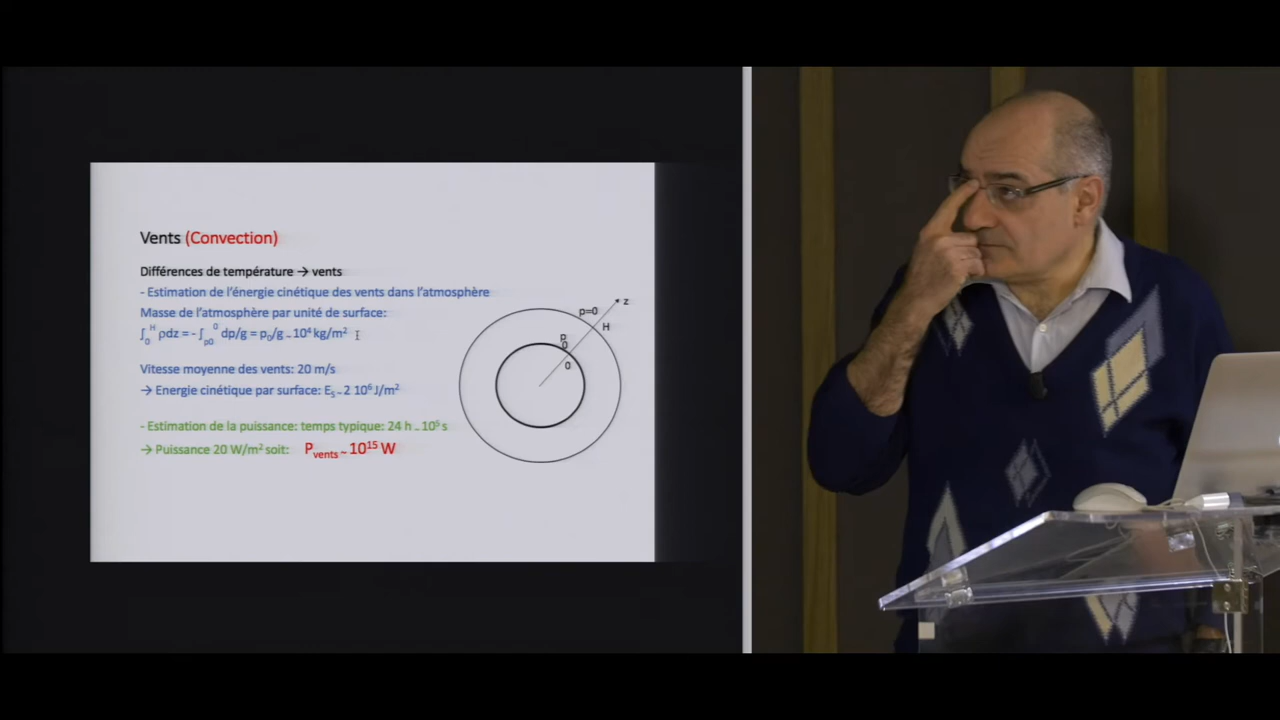 Vents (Convection)
Différences de température → vents
- Estimation de l'énergie cinétique des vents dans l'atmosphère
Masse de l'atmosphère par unité de surface:
∫₀ᴴ ρdz = -∫ₚ₀⁰ dp/g = p₀/g ~ 10⁴ kg/m²
Vitesse moyenne des vents: 20 m/s
→ Energie cinétique par surface: Eₛ ~ 2 10⁶ J/m²
- Estimation de la puissance: temps typique: 24 h ~ 10⁵ s
→ Puissance 20 W/m² soit: P_vents ~ 10¹⁵ W
z
p=0
H
p
0
0